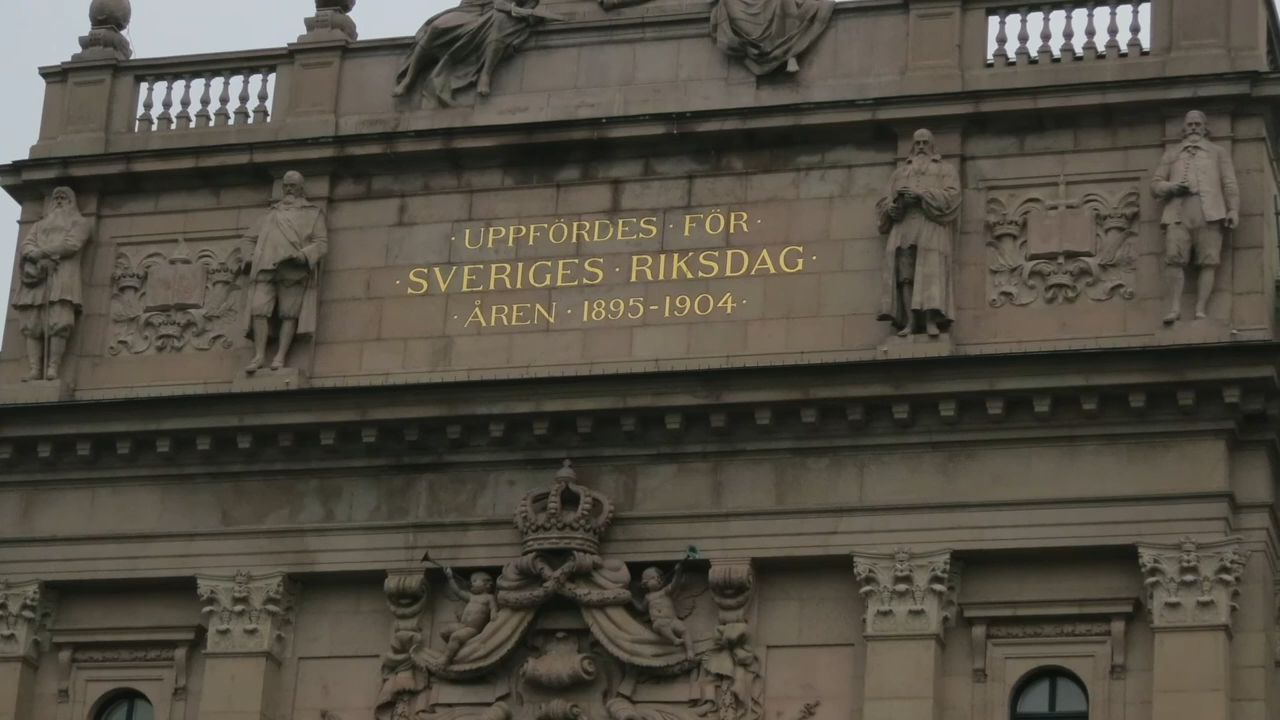 · UPPFÖRDES · FÖR ·
· SVERIGES · RIKSDAG ·
· ÅREN · 1895-1904 ·